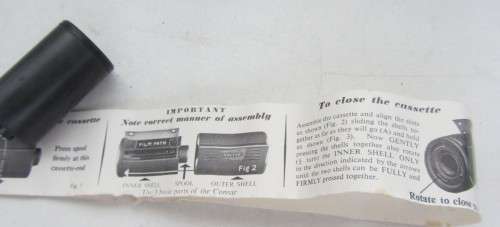 cassette
Press spool
firmly at this
cassette-end
IMPORTANT
Note correct manner of assembly
FILM PATH
Fig 2
INNER SHELL SPOOL OUTER SHELL
The 3 main parts of the
To close the cassette
Assemble the cassette and align the slots
as shown (Fig. 2) sliding the shells to-
gether as far as they will go (A) and hold
as shown (Fig. 3). Now GENTLY
pressing the shells together also rotate
turn the INNER SHELL ONLY
in the direction indicated by the arrows
until the two shells can be FULLY and
FIRMLY pressed together.
Rotate to close